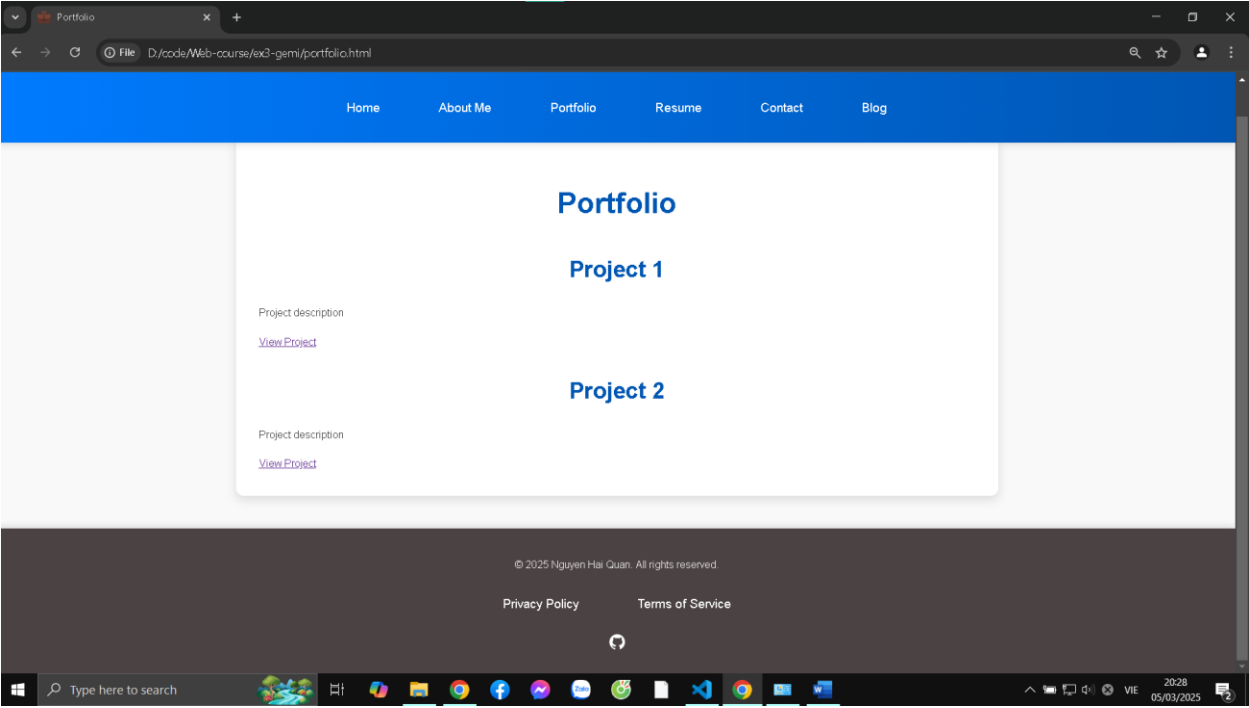 Portfolio
File D:/code/Web-course/ex3-gemi/portfolio.html
Home About Me Portfolio Resume Contact Blog
Portfolio
Project 1
Project description
View Project
Project 2
Project description
View Project
© 2025 Nguyen Hai Quan. All rights reserved.
Privacy Policy Terms of Service
Type here to search
Zalo
VIE
20:28
05/03/2025
2